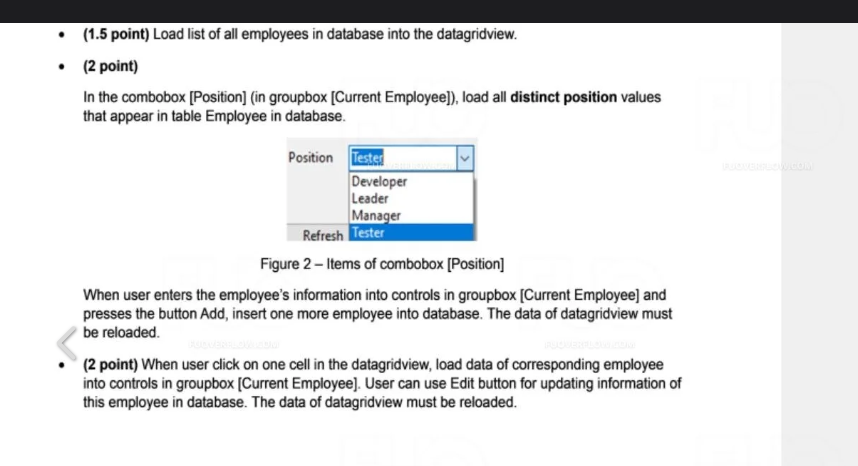 • (1.5 point) Load list of all employees in database into the datagridview.
• (2 point)
In the combobox [Position] (in groupbox [Current Employee]), load all distinct position values
that appear in table Employee in database.
Position Tester
Developer
Leader
Manager
Refresh Tester
Figure 2 – Items of combobox [Position]
When user enters the employee's information into controls in groupbox [Current Employee] and
presses the button Add, insert one more employee into database. The data of datagridview must
be reloaded.
• (2 point) When user click on one cell in the datagridview, load data of corresponding employee
into controls in groupbox [Current Employee]. User can use Edit button for updating information of
this employee in database. The data of datagridview must be reloaded.